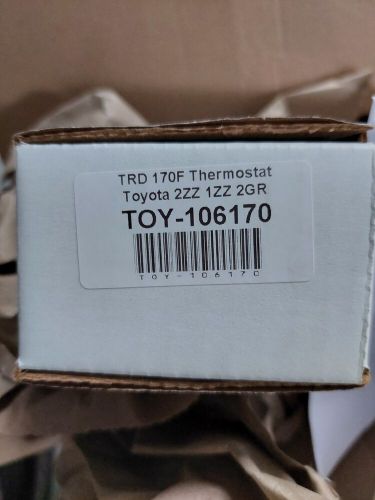 TRD 170F Thermostat
Toyota 2ZZ 1ZZ 2GR
TOY-106170
TOY-106170